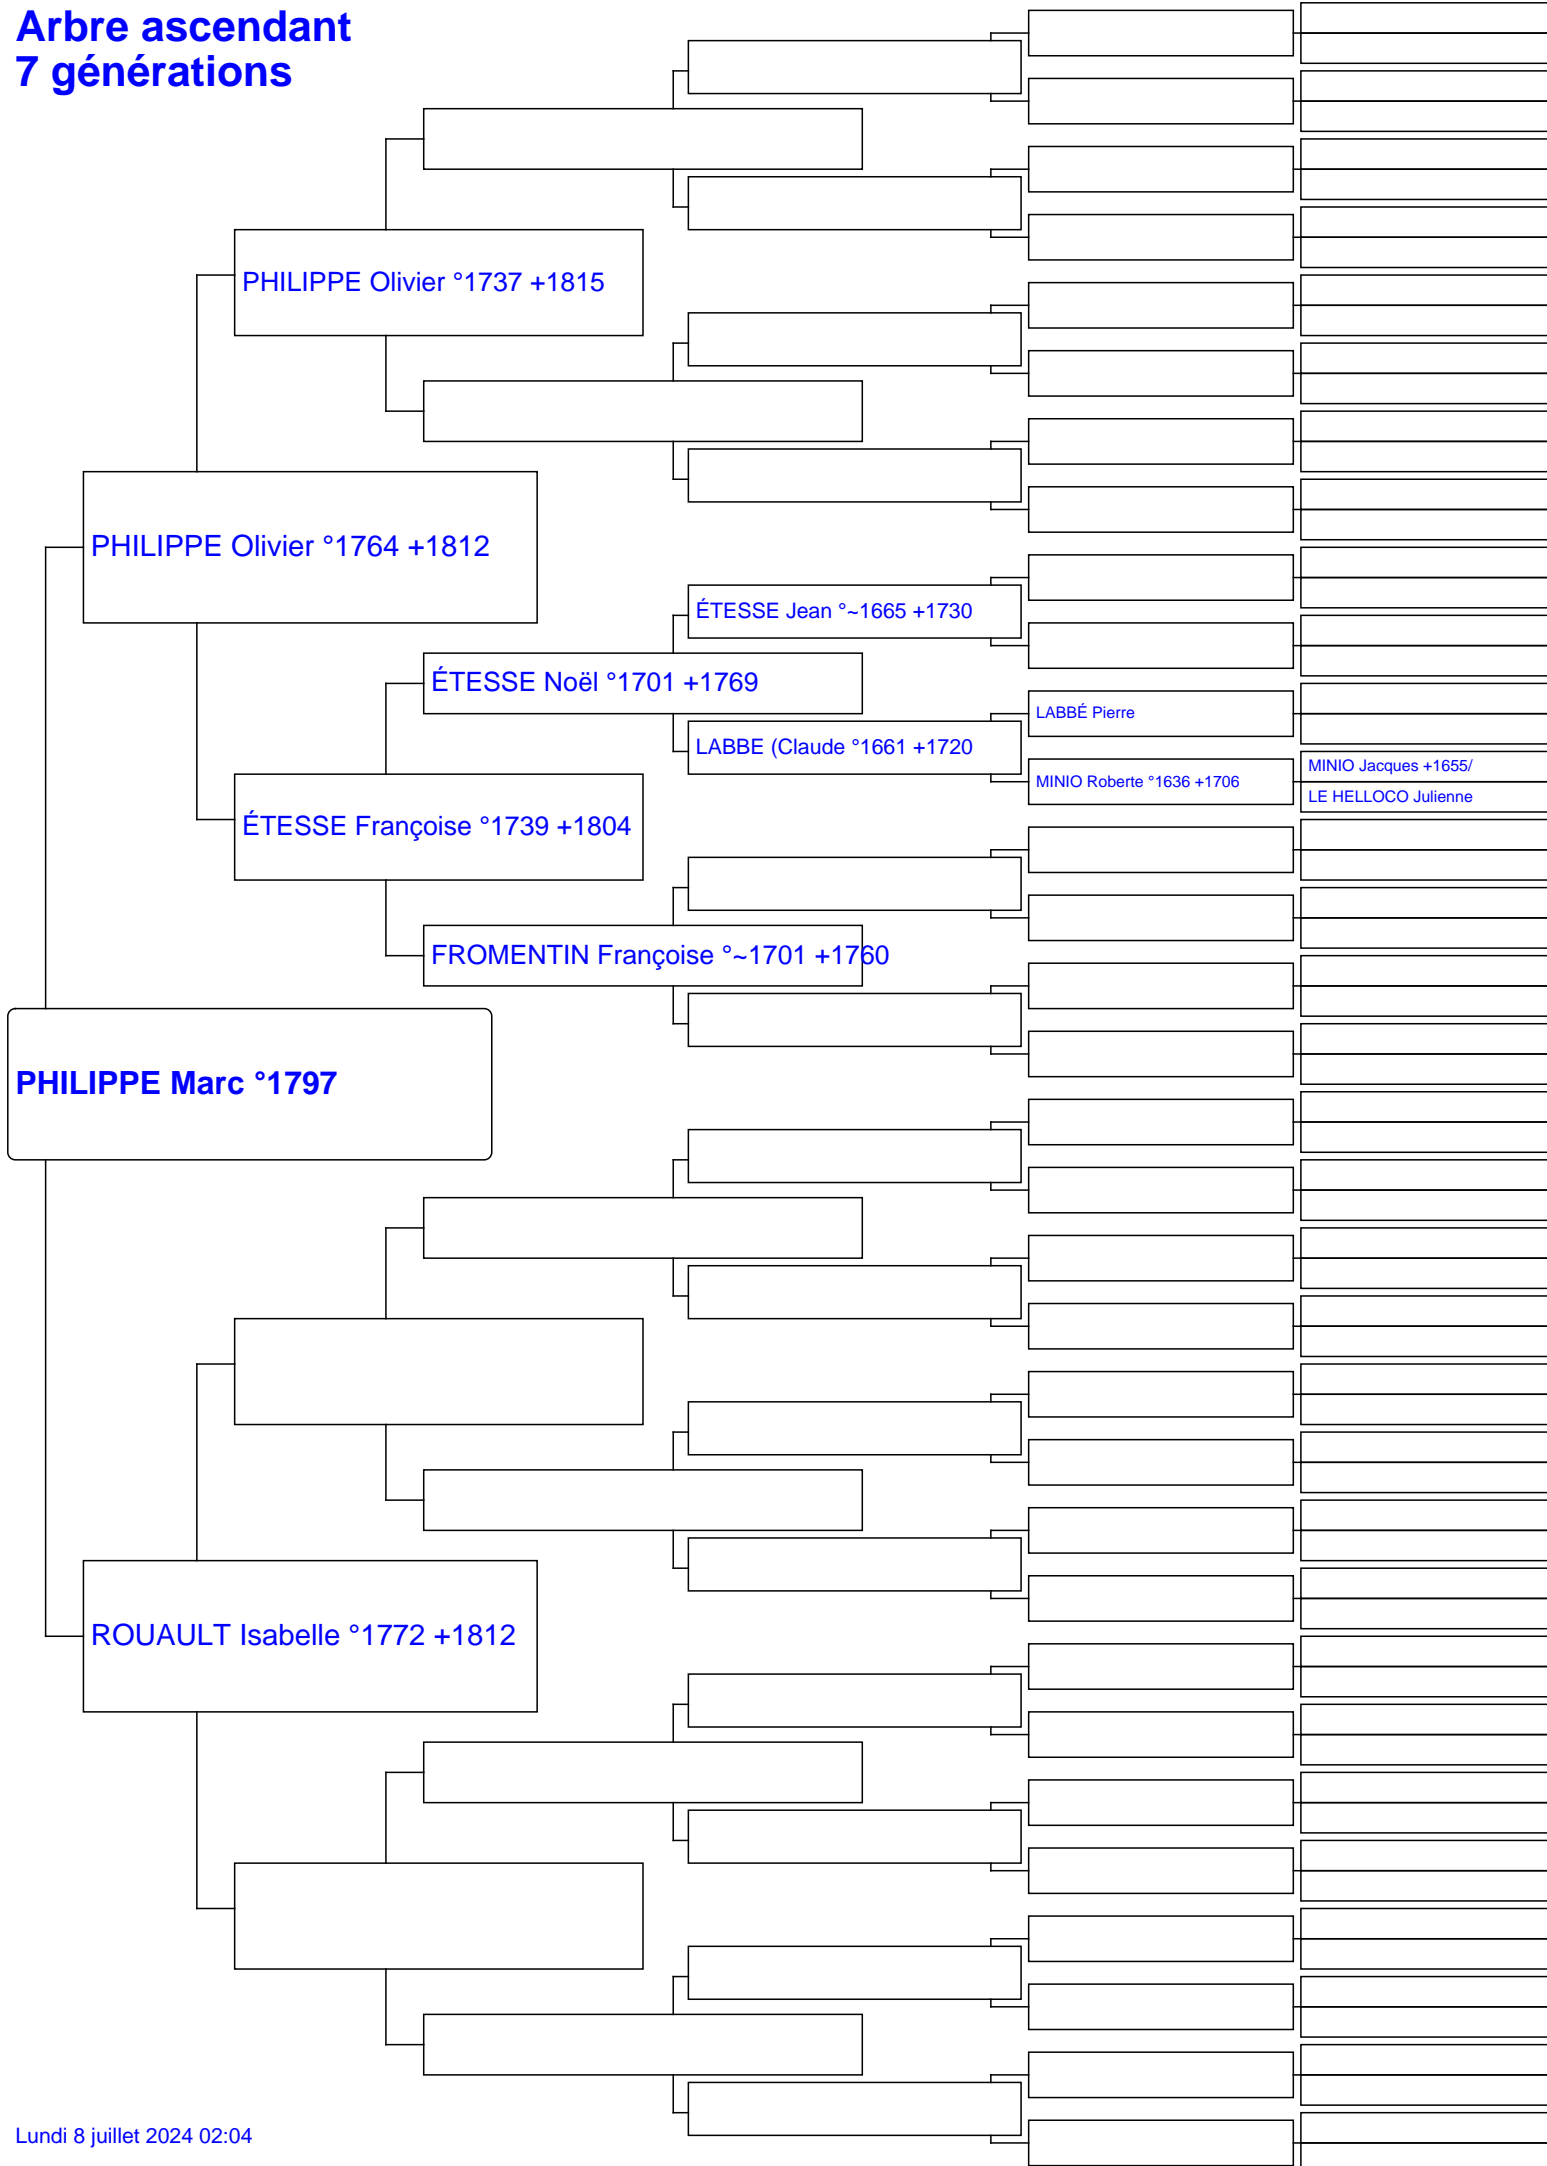 Arbre ascendant
7 générations
PHILIPPE Olivier °1737 +1815
PHILIPPE Olivier °1764 +1812
ÉTESSE Jean °~1665 +1730
ÉTESSE Noël °1701 +1769
LABBÉ Pierre
LABBE (Claude °1661 +1720
MINIO Jacques +1655/
MINIO Roberte °1636 +1706
LE HELLOCO Julienne
ÉTESSE Françoise °1739 +1804
FROMENTIN Françoise °~1701 +1760
PHILIPPE Marc °1797
ROUAULT Isabelle °1772 +1812
Lundi 8 juillet 2024 02:04